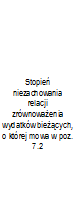 Stopień
niezachowania
relacji
zrównoważenia
wydatków bieżących,
o której mowa w poz.
7.2